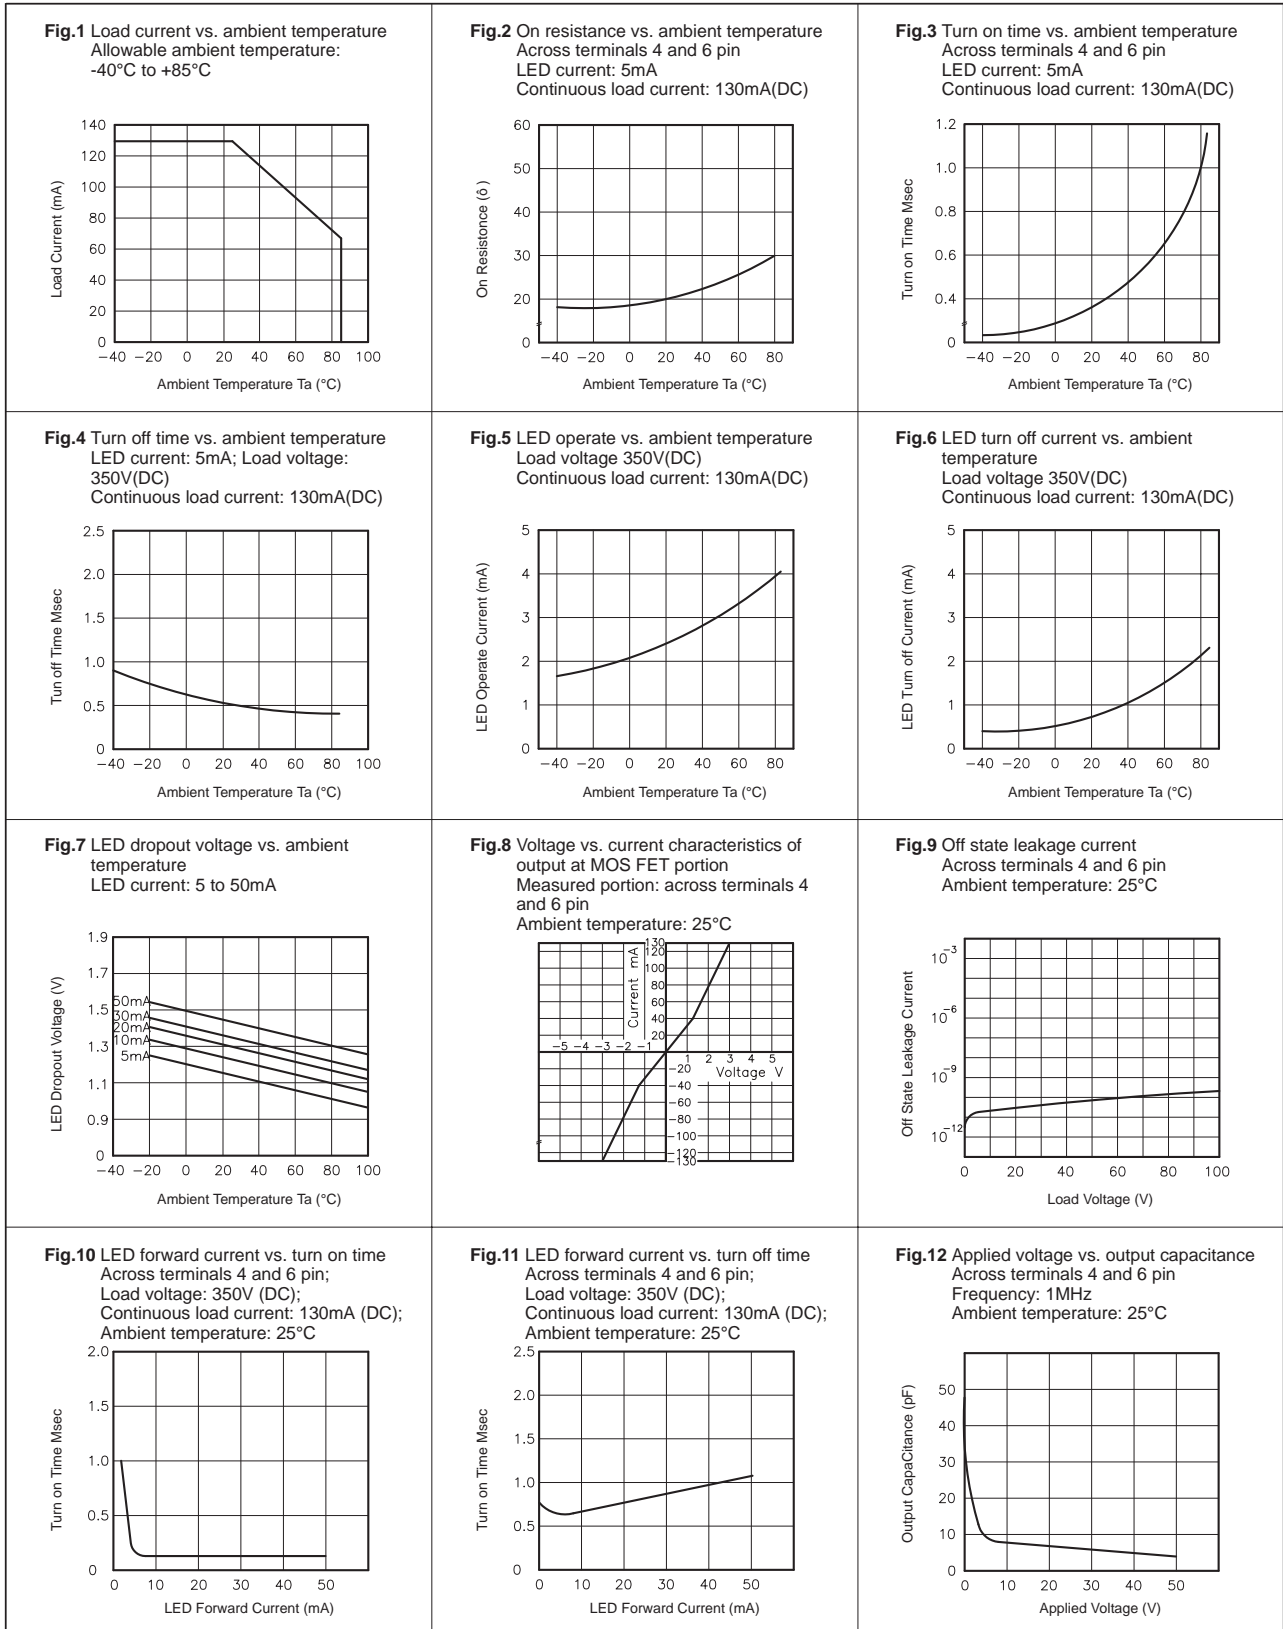 Fig.1 Load current vs. ambient temperature
Allowable ambient temperature:
-40°C to +85°C
140
120
100
80
60
40
20
0
Load Current (mA)
−40 −20 0 20 40 60 80 100
Ambient Temperature Ta (°C)
Fig.2 On resistance vs. ambient temperature
Across terminals 4 and 6 pin
LED current: 5mA
Continuous load current: 130mA(DC)
60
50
40
30
20
0
On Resistonce (ô )
−40 −20 0 20 40 60 80
Ambient Temperature Ta (°C)
Fig.3 Turn on time vs. ambient temperature
Across terminals 4 and 6 pin
LED current: 5mA
Continuous load current: 130mA(DC)
1.2
1.0
0.8
0.6
0.4
0
Turn on Time Msec
−40 −20 0 20 40 60 80
Ambient Temperature Ta (°C)
Fig.4 Turn off time vs. ambient temperature
LED current: 5mA; Load voltage:
350V(DC)
Continuous load current: 130mA(DC)
2.5
2.0
1.5
1.0
0.5
0
Tun off Time Msec
−40 −20 0 20 40 60 80 100
Ambient Temperature Ta (°C)
Fig.5 LED operate vs. ambient temperature
Load voltage 350V(DC)
Continuous load current: 130mA(DC)
5
4
3
2
1
0
LED Operate Current (mA)
−40 −20 0 20 40 60 80
Ambient Temperature Ta (°C)
Fig.6 LED turn off current vs. ambient
temperature
Load voltage 350V(DC)
Continuous load current: 130mA(DC)
5
4
3
2
1
0
LED Turn off Current (mA)
−40 −20 0 20 40 60 80
Ambient Temperature Ta (°C)
Fig.7 LED dropout voltage vs. ambient
temperature
LED current: 5 to 50mA
1.9
1.7
1.5
1.3
1.1
0.9
0
50mA
30mA
20mA
10mA
5mA
LED Dropout Voltage (V)
−40 −20 0 20 40 60 80 100
Ambient Temperature Ta (°C)
Fig.8 Voltage vs. current characteristics of
output at MOS FET portion
Measured portion: across terminals 4
and 6 pin
Ambient temperature: 25°C
130
120
100
80
60
40
20
Current mA
−5 −4 −3 −2 −1
1 2 3 4 5
Voltage V
−20
−40
−60
−80
−100
−120
−130
Fig.9 Off state leakage current
Across terminals 4 and 6 pin
Ambient temperature: 25°C
10−3
10−6
10−9
10−12
Off State Leakage Current
0 20 40 60 80 100
Load Voltage (V)
Fig.10 LED forward current vs. turn on time
Across terminals 4 and 6 pin;
Load voltage: 350V (DC);
Continuous load current: 130mA (DC);
Ambient temperature: 25°C
2.0
1.5
1.0
0.5
0
Turn on Time Msec
0 10 20 30 40 50
LED Forward Current (mA)
Fig.11 LED forward current vs. turn off time
Across terminals 4 and 6 pin;
Load voltage: 350V (DC);
Continuous load current: 130mA (DC);
Ambient temperature: 25°C
2.5
2.0
1.5
1.0
0.5
0
Turn on Time Msec
0 10 20 30 40 50
LED Forward Current (mA)
Fig.12 Applied voltage vs. output capacitance
Across terminals 4 and 6 pin
Frequency: 1MHz
Ambient temperature: 25°C
50
40
30
20
10
0
Output CapaCitance (pF)
0 10 20 30 40 50
Applied Voltage (V)